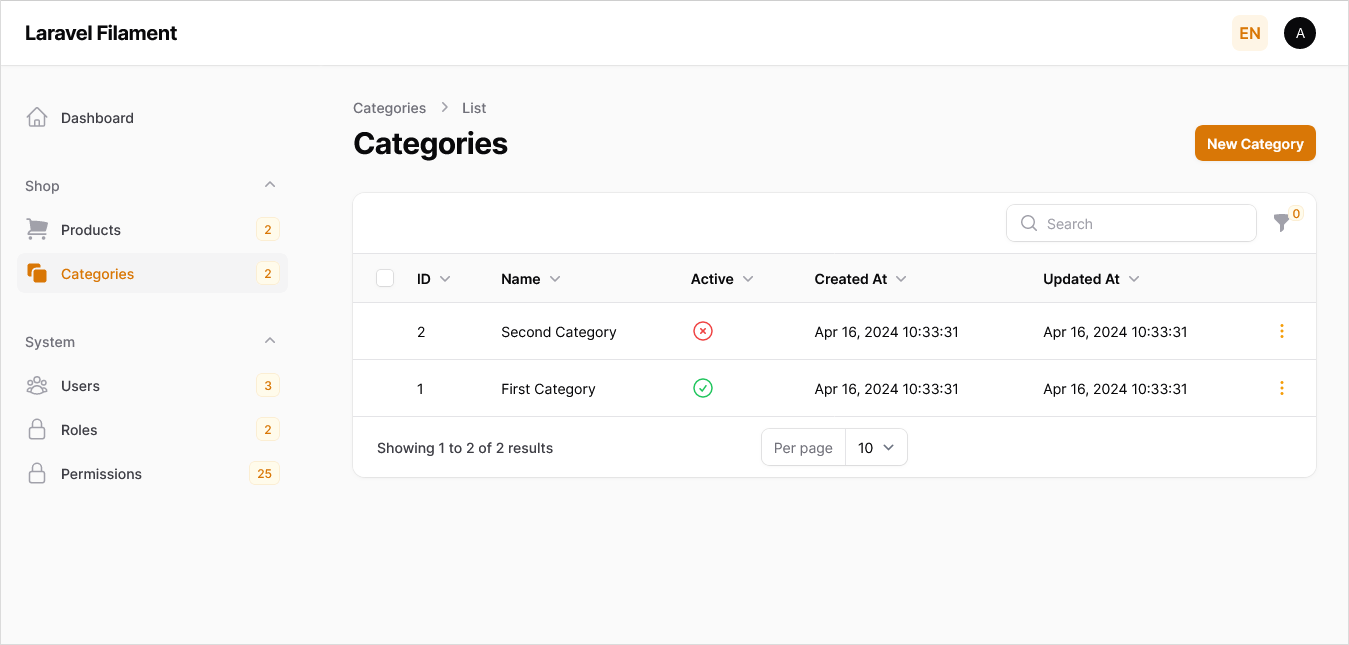 Laravel Filament
EN
A
Dashboard
Shop
Products 2
Categories 2
System
Users 3
Roles 2
Permissions 25
Categories List
Categories
New Category
Search
0
ID Name Active Created At Updated At
2 Second Category Apr 16, 2024 10:33:31 Apr 16, 2024 10:33:31
1 First Category Apr 16, 2024 10:33:31 Apr 16, 2024 10:33:31
Showing 1 to 2 of 2 results Per page 10